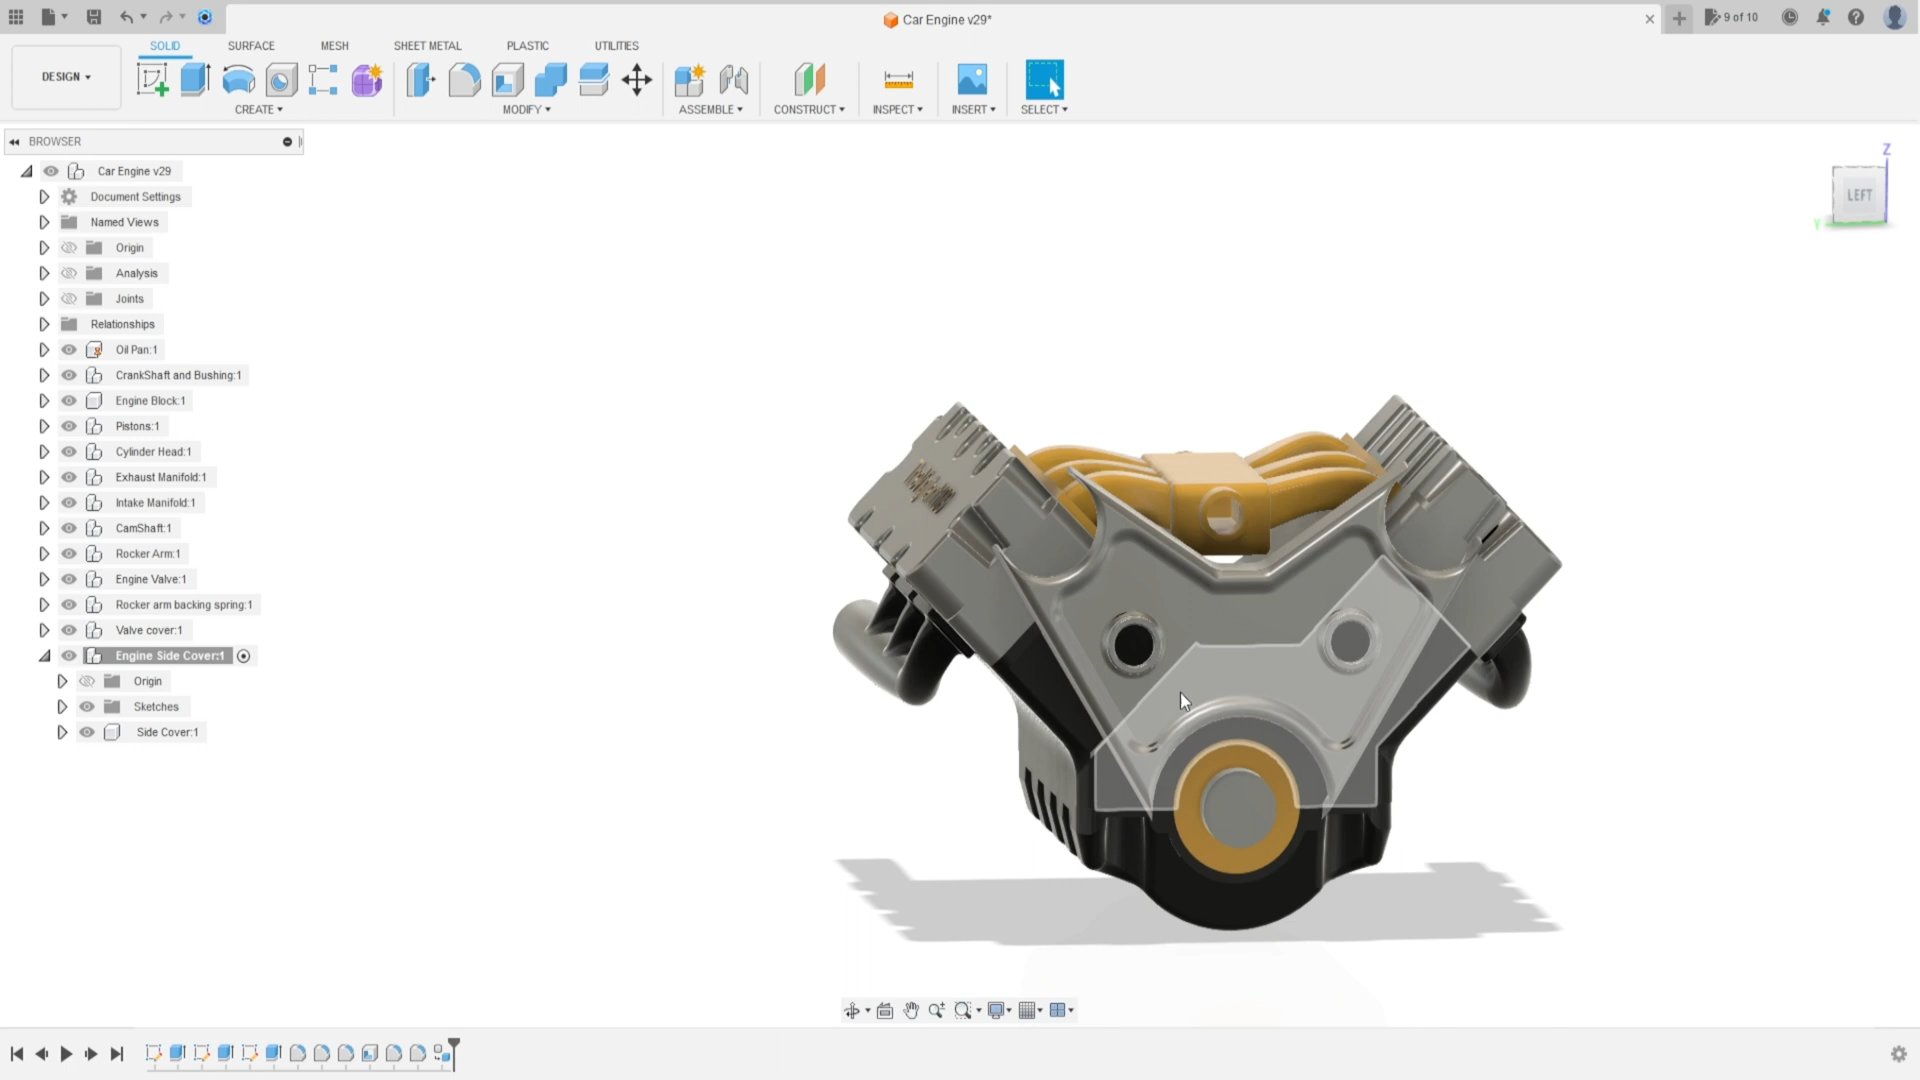 Car Engine v29*
9 of 10
SOLID SURFACE MESH SHEET METAL PLASTIC UTILITIES
DESIGN
CREATE MODIFY ASSEMBLE CONSTRUCT INSPECT INSERT SELECT
BROWSER
Car Engine v29
Document Settings
Named Views
Origin
Analysis
Joints
Relationships
Oil Pan:1
CrankShaft and Bushing:1
Engine Block:1
Pistons:1
Cylinder Head:1
Exhaust Manifold:1
Intake Manifold:1
CamShaft:1
Rocker Arm:1
Engine Valve:1
Rocker arm backing spring:1
Valve cover:1
Engine Side Cover:1
Origin
Sketches
Side Cover:1
Z
LEFT
Y